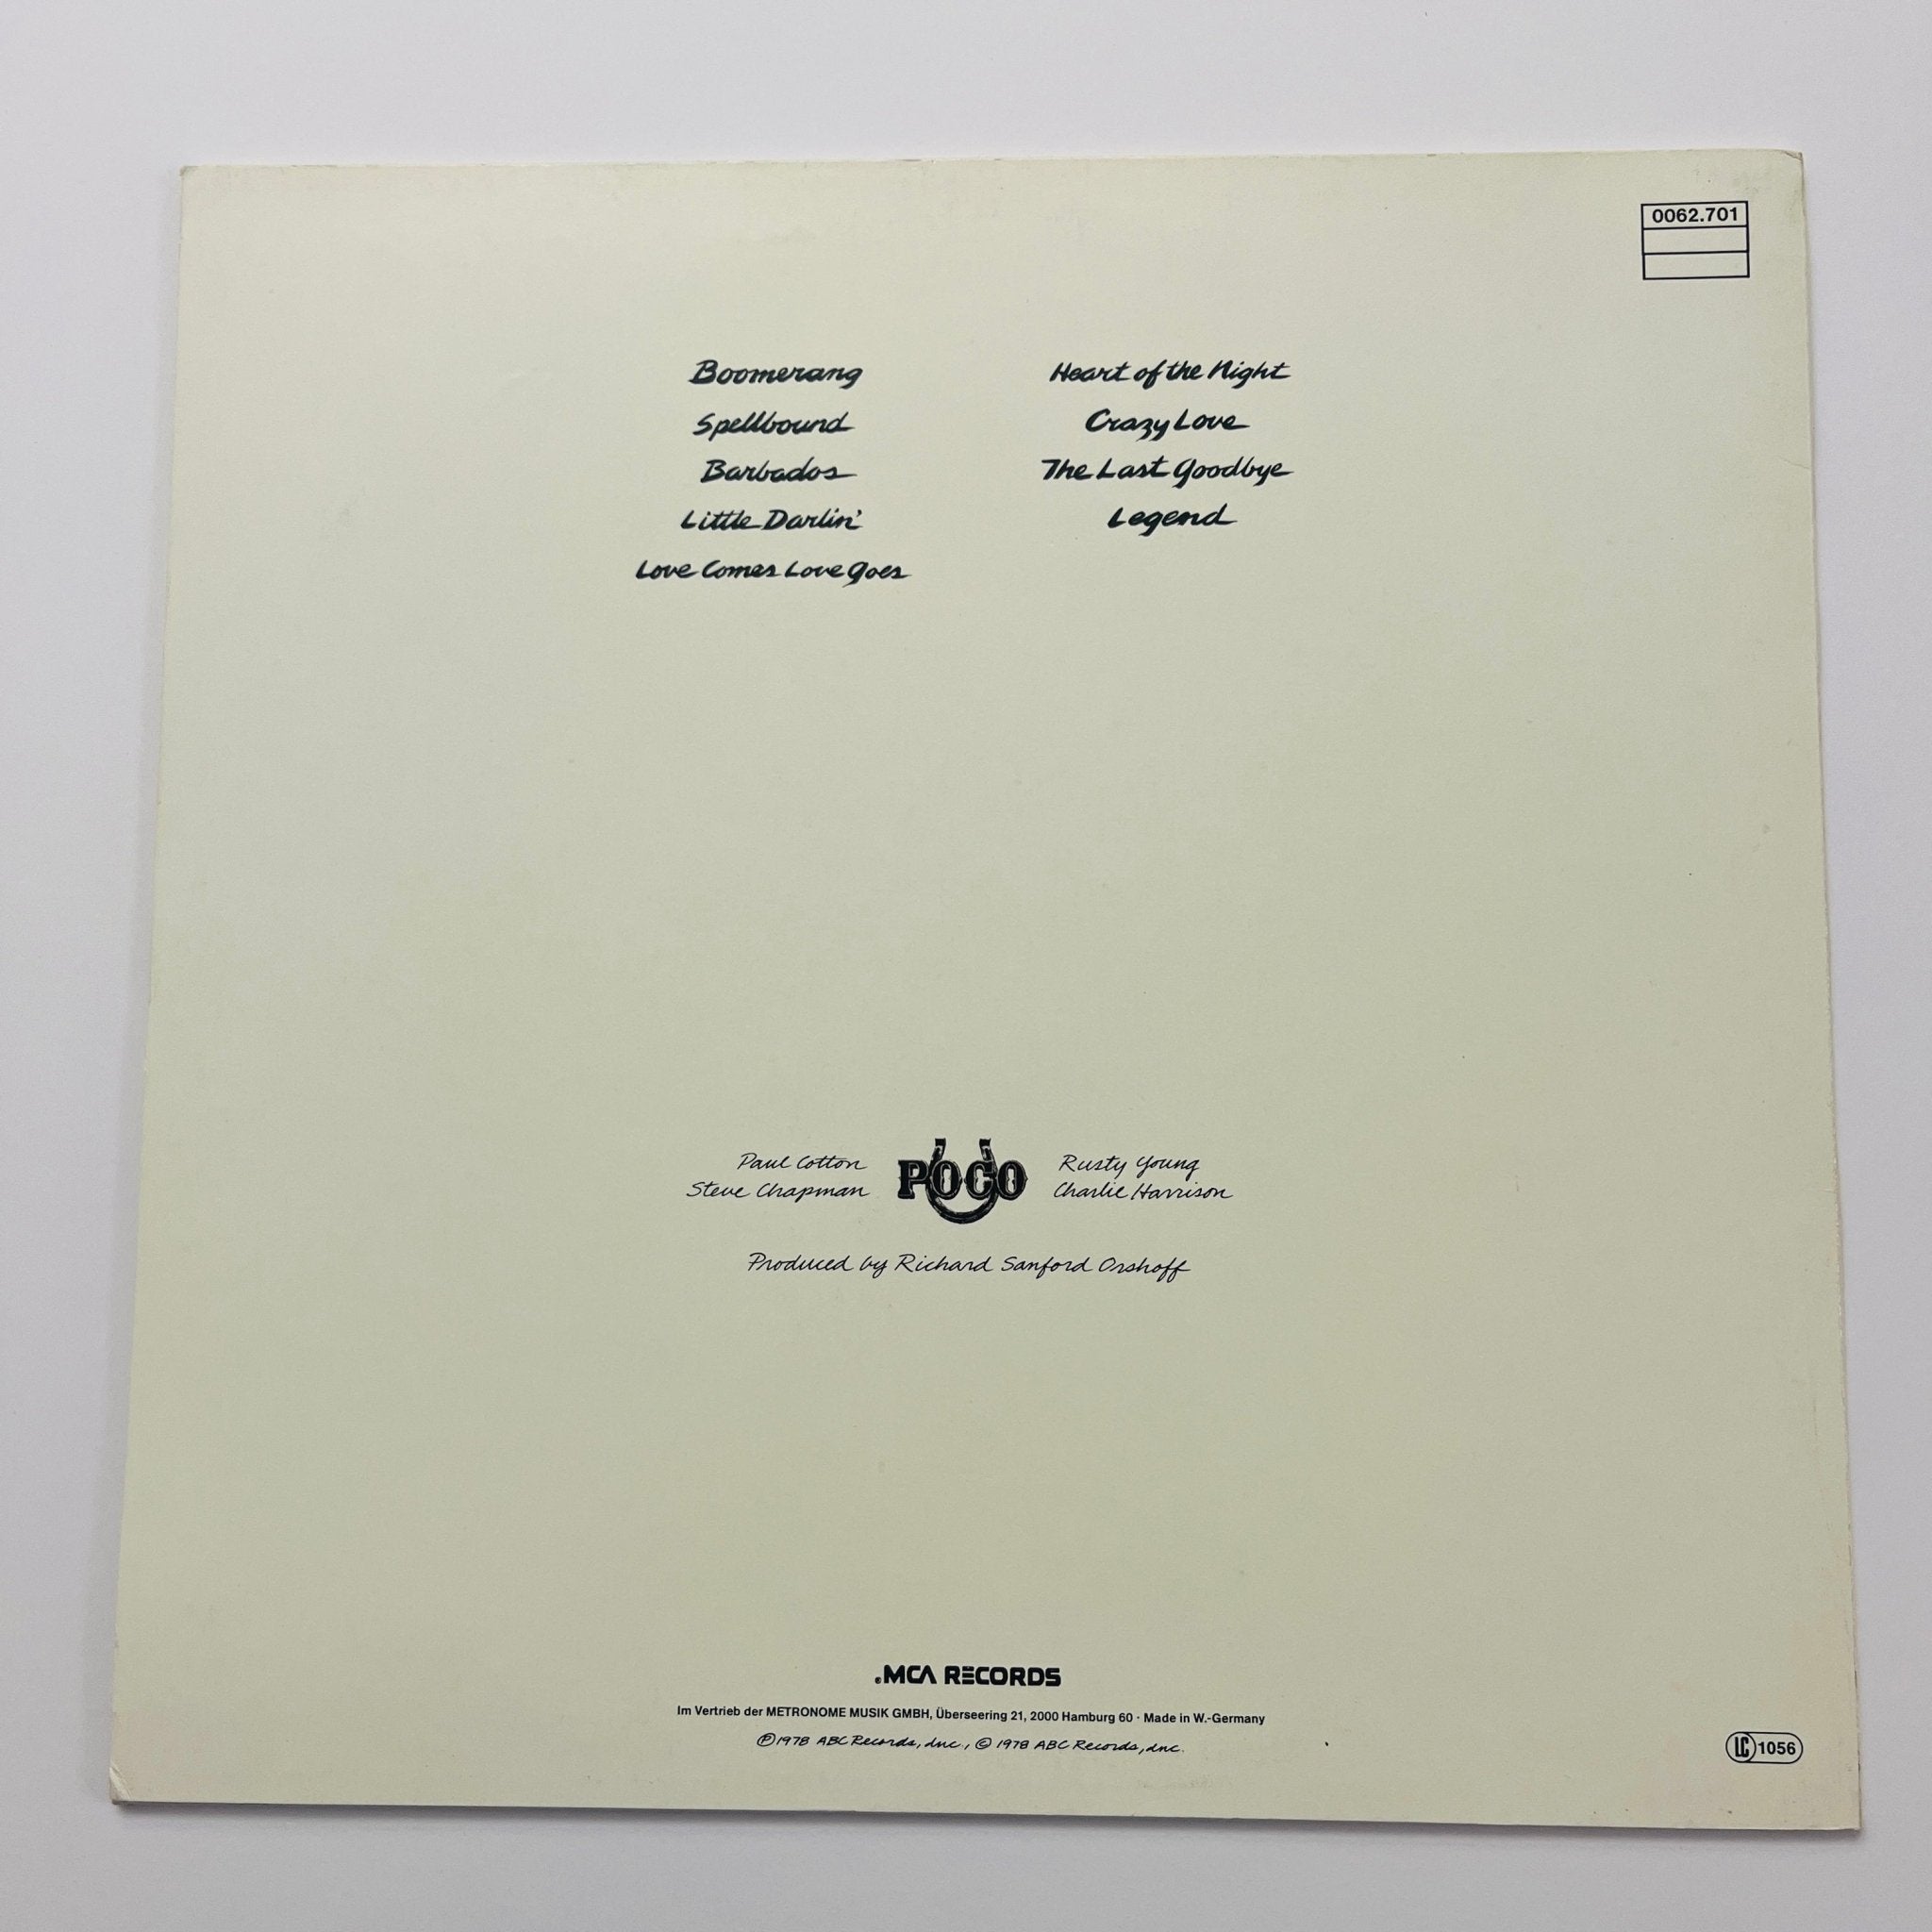 0062.701
Boomerang
Spellbound
Barbados
Little Darlin'
Love Comes Love Goes
Heart of the Night
Crazy Love
The Last Goodbye
Legend
Paul Cotton
Steve Chapman
POCO
Rusty Young
Charlie Harrison
Produced by Richard Sanford Orshoff
MCA RECORDS
Im Vertrieb der METRONOME MUSIK GMBH, Überseering 21, 2000 Hamburg 60 · Made in W.-Germany
℗ 1978 ABC Records, Inc., © 1978 ABC Records, Inc.
LC 1056